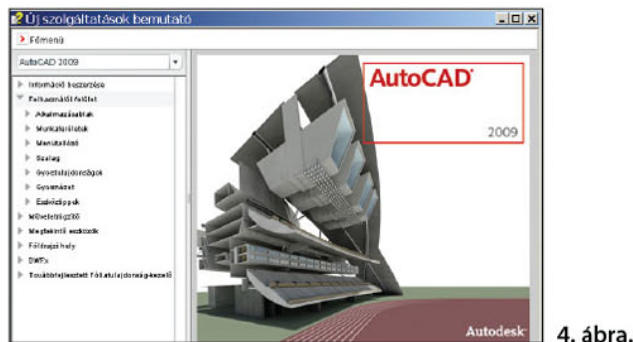 Új szolgáltatások bemutató
Főmenü
AutoCAD 2009
Információ beszerzése
Felhasználói felület
Alkalmazásablak
Munkaterületek
Menütallózó
Szalag
Gyorstulajdonságok
Gyorsnézet
Eszköztippek
Műveletrögzítő
Megtekintő eszközök
Földrajzi hely
DWFx
Továbbfejlesztett Fóliatulajdonság-kezelő
AutoCAD
2009
Autodesk
4. ábra.